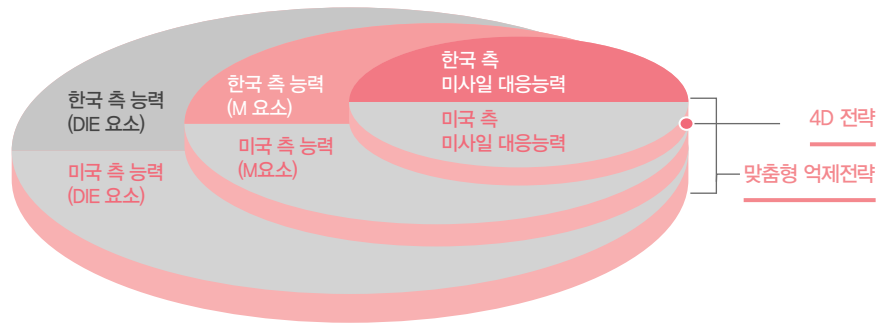 한국 측
미사일 대응능력
미국 측
미사일 대응능력
한국 측 능력
(M 요소)
미국 측 능력
(M요소)
한국 측 능력
(DIE 요소)
미국 측 능력
(DIE 요소)
4D 전략
맞춤형 억제전략